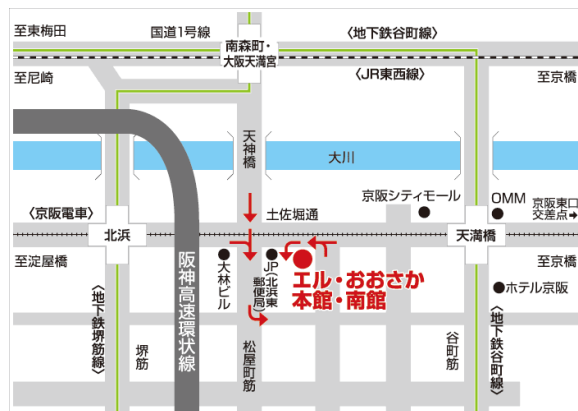 至東梅田
国道1号線
南森町・
大阪天満宮
〈地下鉄谷町線〉
至尼崎
〈JR東西線〉
至京橋
天神橋
大川
京阪シティモール
OMM
京阪東口
交差点➡
〈京阪電車〉
土佐堀通
北浜
天満橋
至淀屋橋
至京橋
大林ビル
JP(北浜東
郵便局)
エル・おおさか
本館・南館
ホテル京阪
阪神高速環状線
〈地下鉄堺筋線〉
堺筋
松屋町筋
谷町筋
〈地下鉄谷町線〉